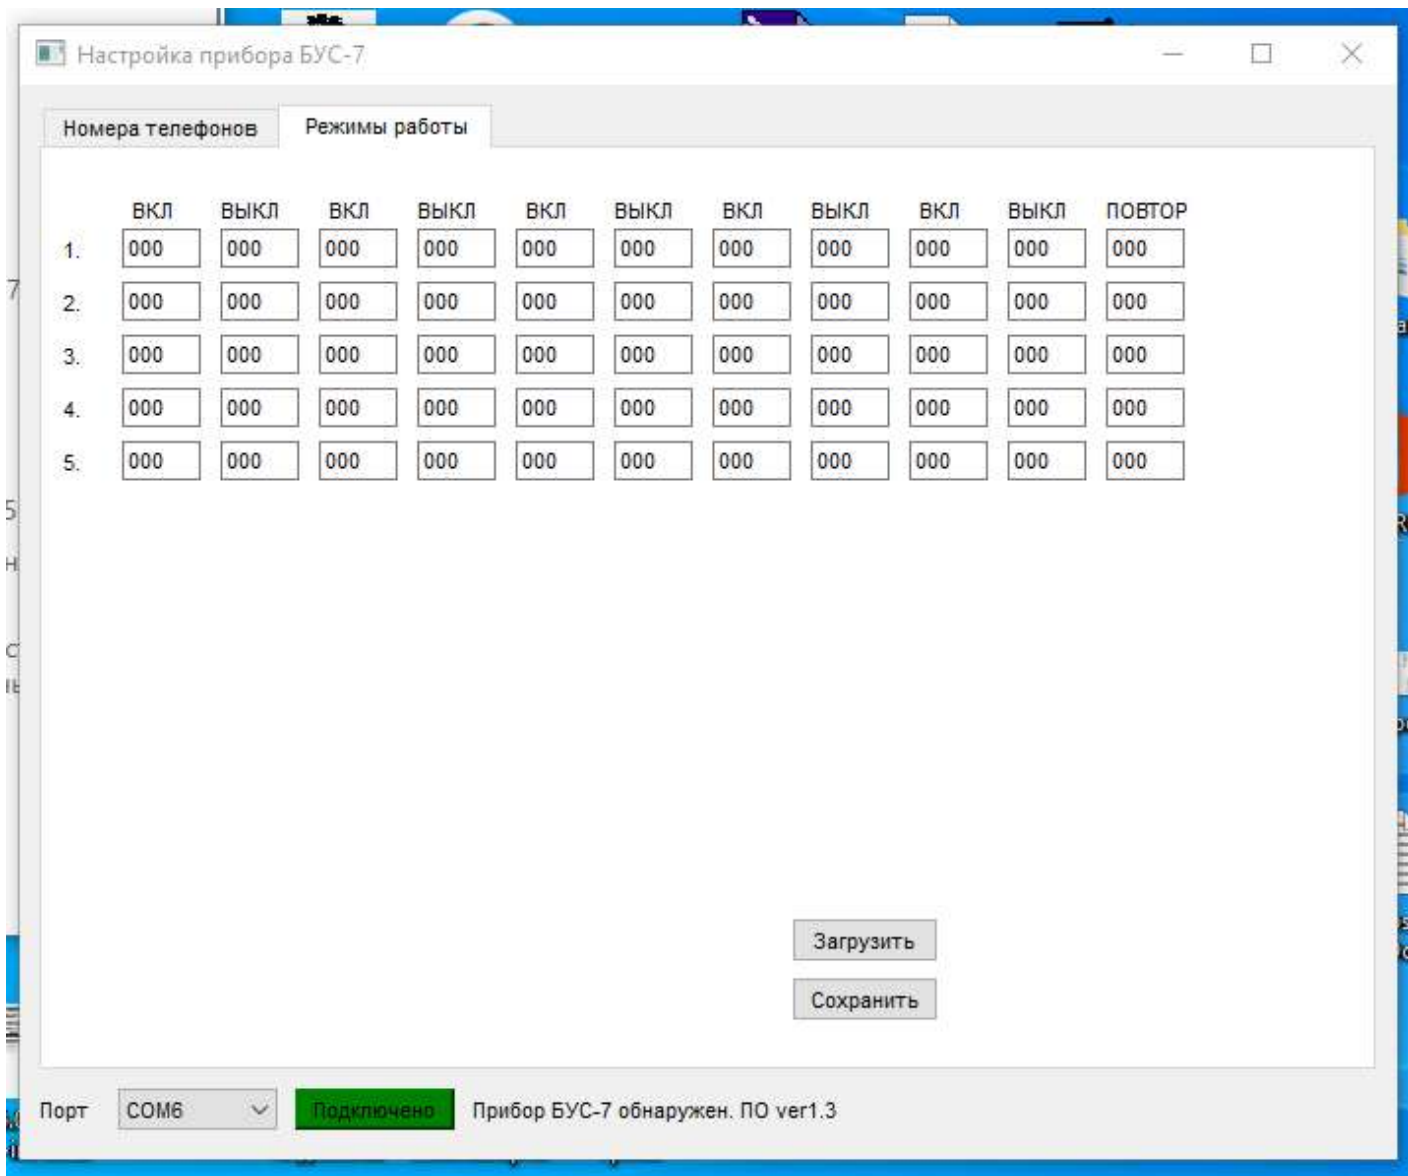 Настройка прибора БУС-7
Номера телефонов Режимы работы
ВКЛ ВЫКЛ ВКЛ ВЫКЛ ВКЛ ВЫКЛ ВКЛ ВЫКЛ ВКЛ ВЫКЛ ПОВТОР
1. 000 000 000 000 000 000 000 000 000 000 000
2. 000 000 000 000 000 000 000 000 000 000 000
3. 000 000 000 000 000 000 000 000 000 000 000
4. 000 000 000 000 000 000 000 000 000 000 000
5. 000 000 000 000 000 000 000 000 000 000 000
Загрузить
Сохранить
Порт COM6 Подключено Прибор БУС-7 обнаружен. ПО ver1.3